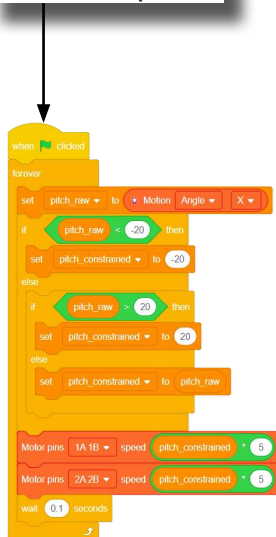 when clicked
forever
set pitch_raw to Motion Angle X
if pitch_raw < -20 then
set pitch_constrained to -20
else
if pitch_raw > 20 then
set pitch_constrained to 20
else
set pitch_constrained to pitch_raw
Motor pins 1A 1B speed pitch_constrained * 5
Motor pins 2A 2B speed pitch_constrained * 5
wait 0.1 seconds